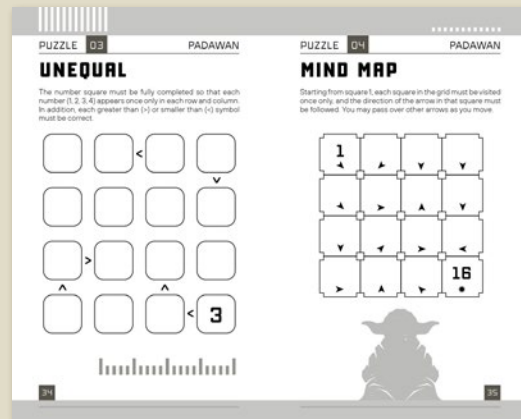 PUZZLE 03 PADAWAN
UNEQUAL
The number square must be fully completed so that each
number (1, 2, 3, 4) appears once only in each row and column.
In addition, each greater than (>) or smaller than (<) symbol
must be correct.
<
v
>
^ ^
< 3
34
PUZZLE 04 PADAWAN
MIND MAP
Starting from square 1, each square in the grid must be visited
once only, and the direction of the arrow in that square must
be followed. You may pass over other arrows as you move.
1
16
35